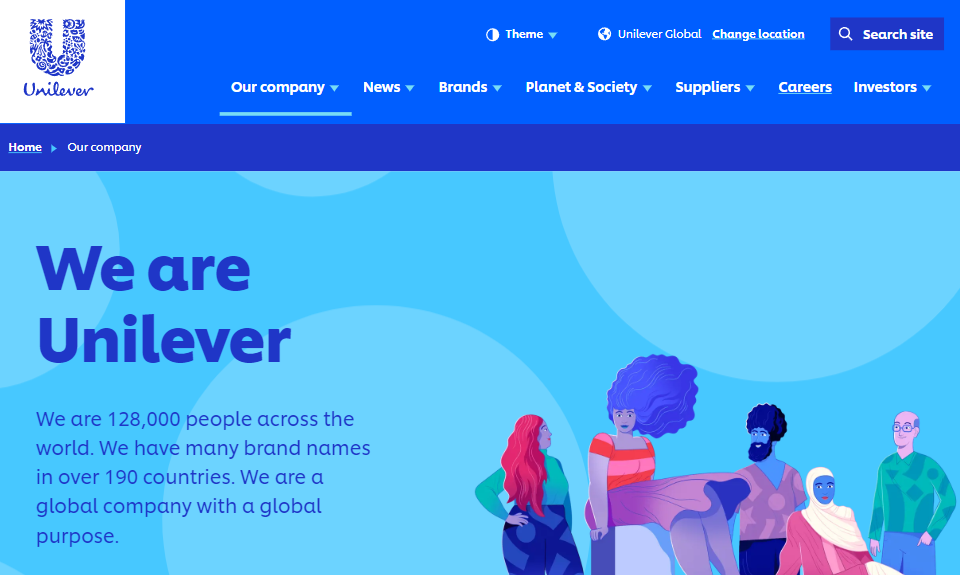 Unilever
Theme
Unilever Global Change location
Search site
Our company News Brands Planet & Society Suppliers Careers Investors
Home Our company
We are
Unilever
We are 128,000 people across the
world. We have many brand names
in over 190 countries. We are a
global company with a global
purpose.